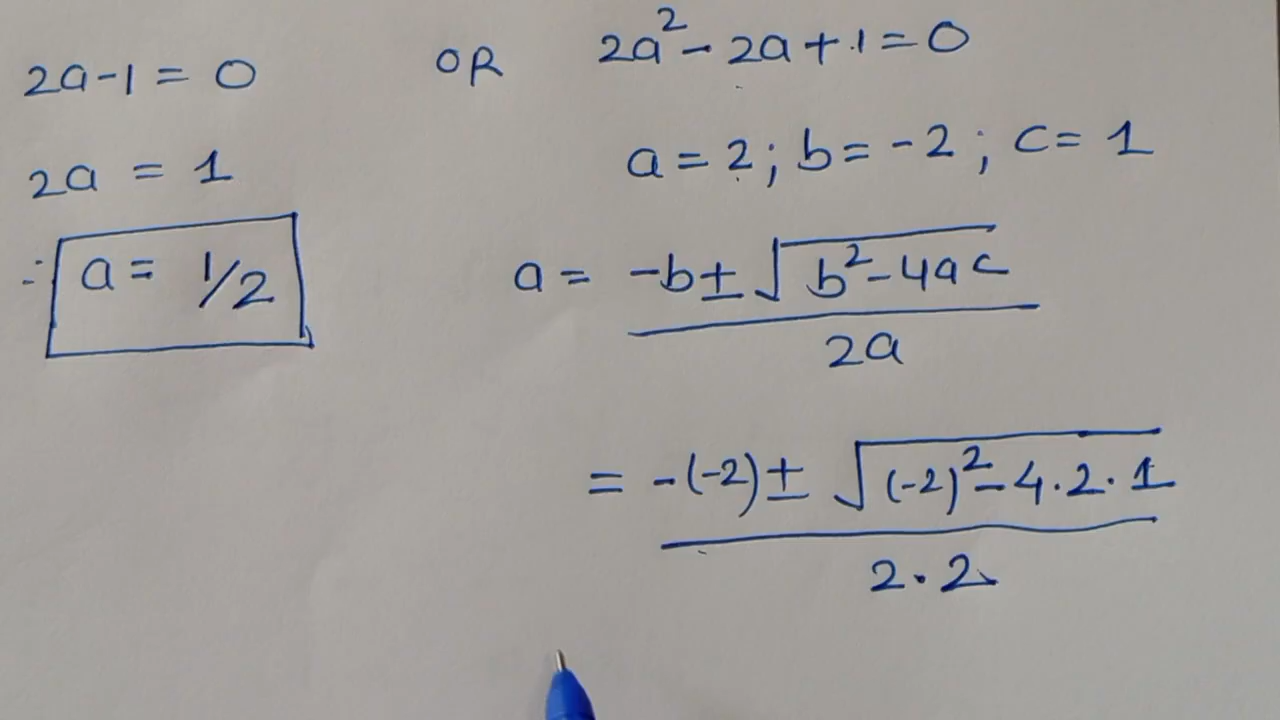 2a-1 = 0 OR 2a²- 2a+1=0
2a = 1
a=2; b=-2; c=1
∴ a= 1/2
a= -b±√b²-4ac
2a
= -(-2)± √(-2)²-4·2·1
2·2